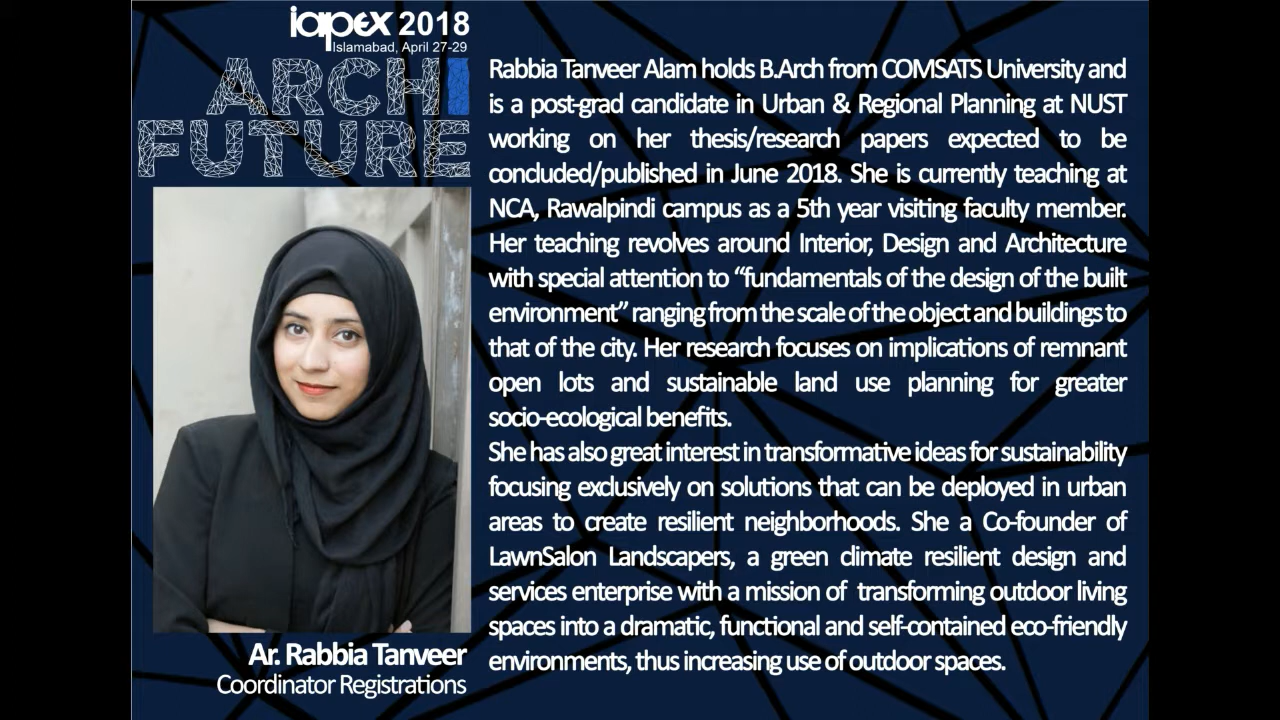 iapex 2018
Islamabad, April 27-29
ARCHI
FUTURE
Rabbia Tanveer Alam holds B.Arch from COMSATS University and
is a post-grad candidate in Urban & Regional Planning at NUST
working on her thesis/research papers expected to be
concluded/published in June 2018. She is currently teaching at
NCA, Rawalpindi campus as a 5th year visiting faculty member.
Her teaching revolves around Interior, Design and Architecture
with special attention to “fundamentals of the design of the built
environment” ranging from the scale of the object and buildings to
that of the city. Her research focuses on implications of remnant
open lots and sustainable land use planning for greater
socio-ecological benefits.
She has also great interest in transformative ideas for sustainability
focusing exclusively on solutions that can be deployed in urban
areas to create resilient neighborhoods. She a Co-founder of
LawnSalon Landscapers, a green climate resilient design and
services enterprise with a mission of transforming outdoor living
spaces into a dramatic, functional and self-contained eco-friendly
environments, thus increasing use of outdoor spaces.
Ar. Rabbia Tanveer
Coordinator Registrations